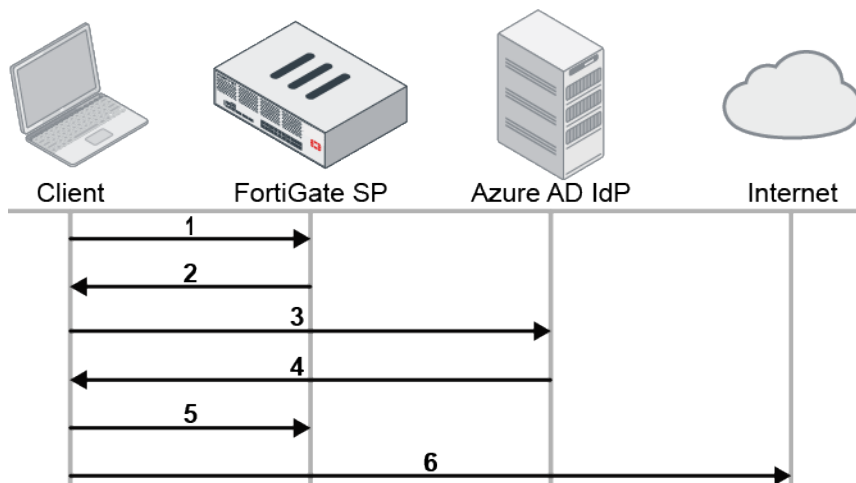 Client
FortiGate SP
Azure AD IdP
Internet
1
2
3
4
5
6